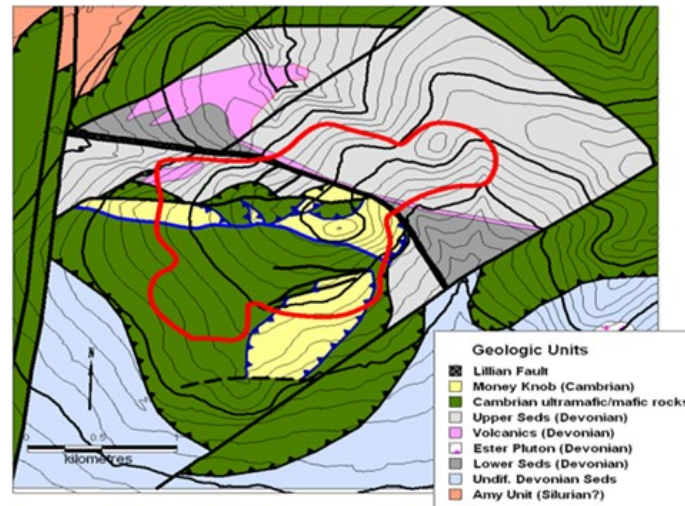 N
0
0.5
1
kilometres
Geologic Units
Lillian Fault
Money Knob (Cambrian)
Cambrian ultramafic/mafic rocks
Upper Seds (Devonian)
Volcanics (Devonian)
Ester Pluton (Devonian)
Lower Seds (Devonian)
Undif. Devonian Seds
Amy Unit (Silurian?)